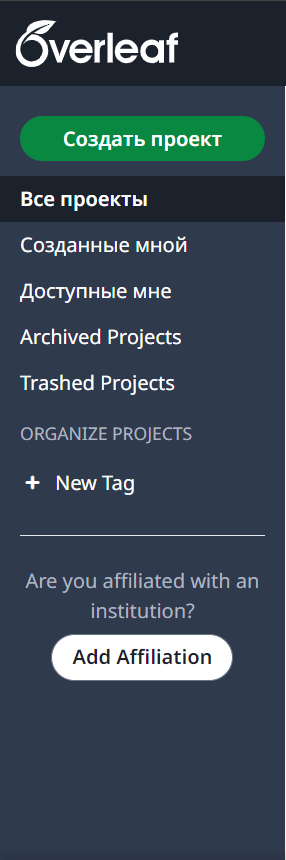 Overleaf
Создать проект
Все проекты
Созданные мной
Доступные мне
Archived Projects
Trashed Projects
ORGANIZE PROJECTS
+ New Tag
Are you affiliated with an
institution?
Add Affiliation